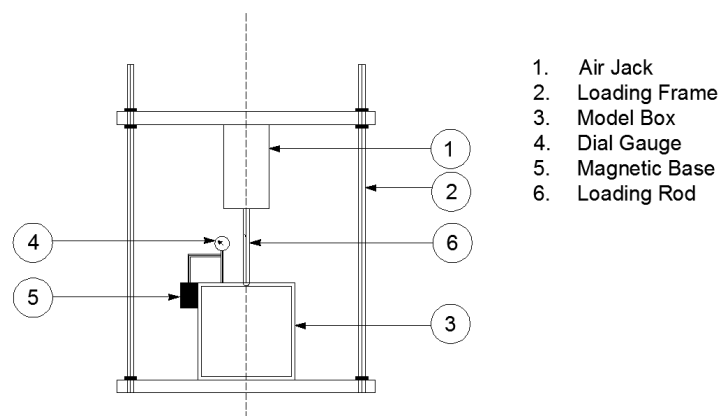 1. Air Jack
2. Loading Frame
3. Model Box
4. Dial Gauge
5. Magnetic Base
6. Loading Rod
1
2
4
6
5
3